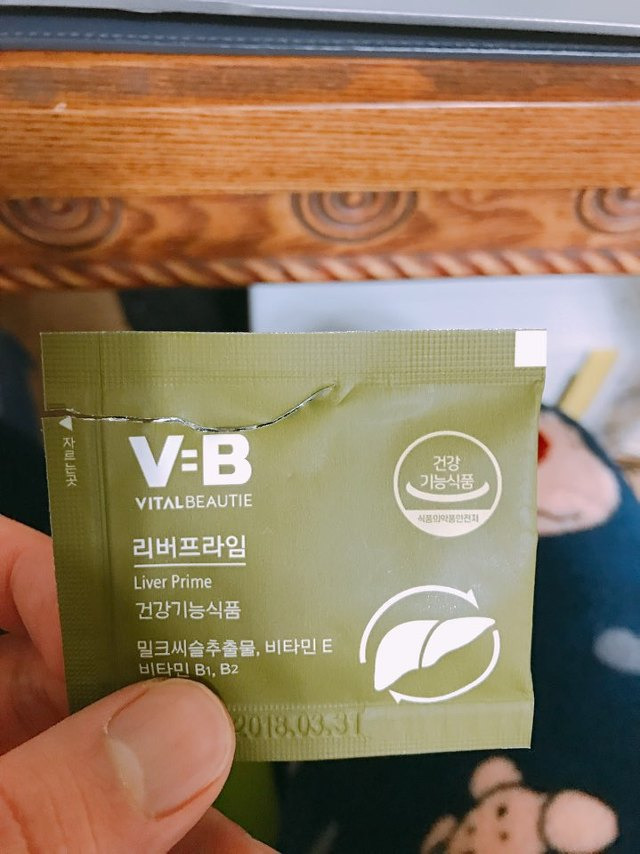 자르는곳
V=B
VITALBEAUTIE
건강
기능식품
식품의약품안전처
리버프라임
Liver Prime
건강기능식품
밀크씨슬추출물, 비타민 E
비타민 B1, B2
2018.03.31